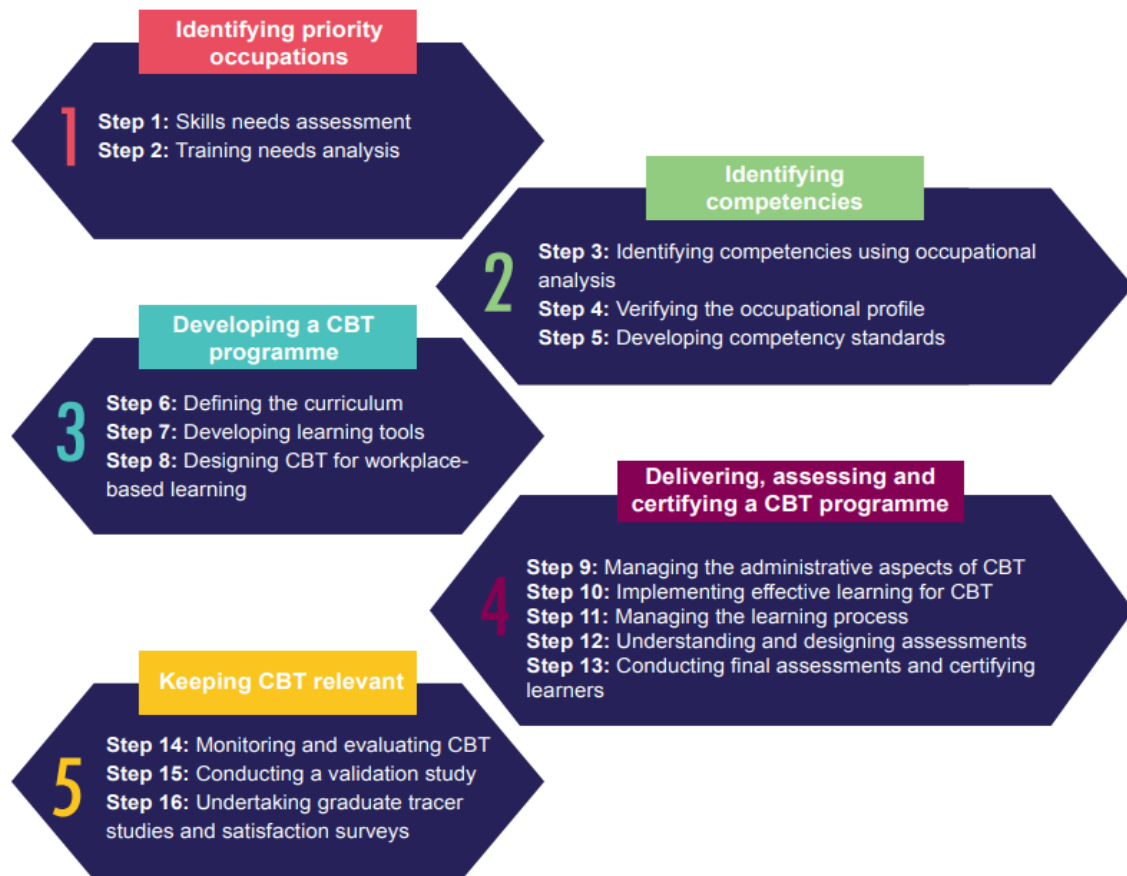 Identifying priority
occupations
1
Step 1: Skills needs assessment
Step 2: Training needs analysis
Identifying
competencies
2
Step 3: Identifying competencies using occupational
analysis
Step 4: Verifying the occupational profile
Step 5: Developing competency standards
Developing a CBT
programme
3
Step 6: Defining the curriculum
Step 7: Developing learning tools
Step 8: Designing CBT for workplace-
based learning
Delivering, assessing and
certifying a CBT programme
4
Step 9: Managing the administrative aspects of CBT
Step 10: Implementing effective learning for CBT
Step 11: Managing the learning process
Step 12: Understanding and designing assessments
Step 13: Conducting final assessments and certifying
learners
Keeping CBT relevant
5
Step 14: Monitoring and evaluating CBT
Step 15: Conducting a validation study
Step 16: Undertaking graduate tracer
studies and satisfaction surveys